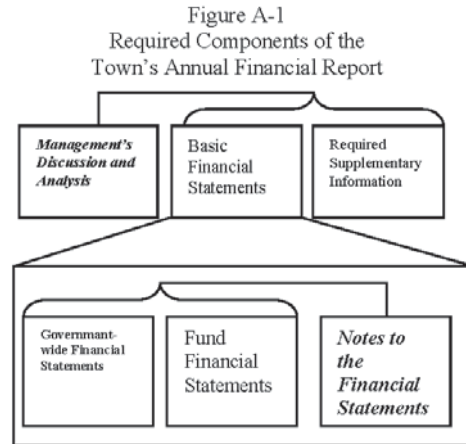 Figure A-1
Required Components of the
Town's Annual Financial Report
Management's
Discussion and
Analysis
Basic
Financial
Statements
Required
Supplementary
Information
Governmant-
wide Financial
Statements
Fund
Financial
Statements
Notes to
the
Financial
Statements